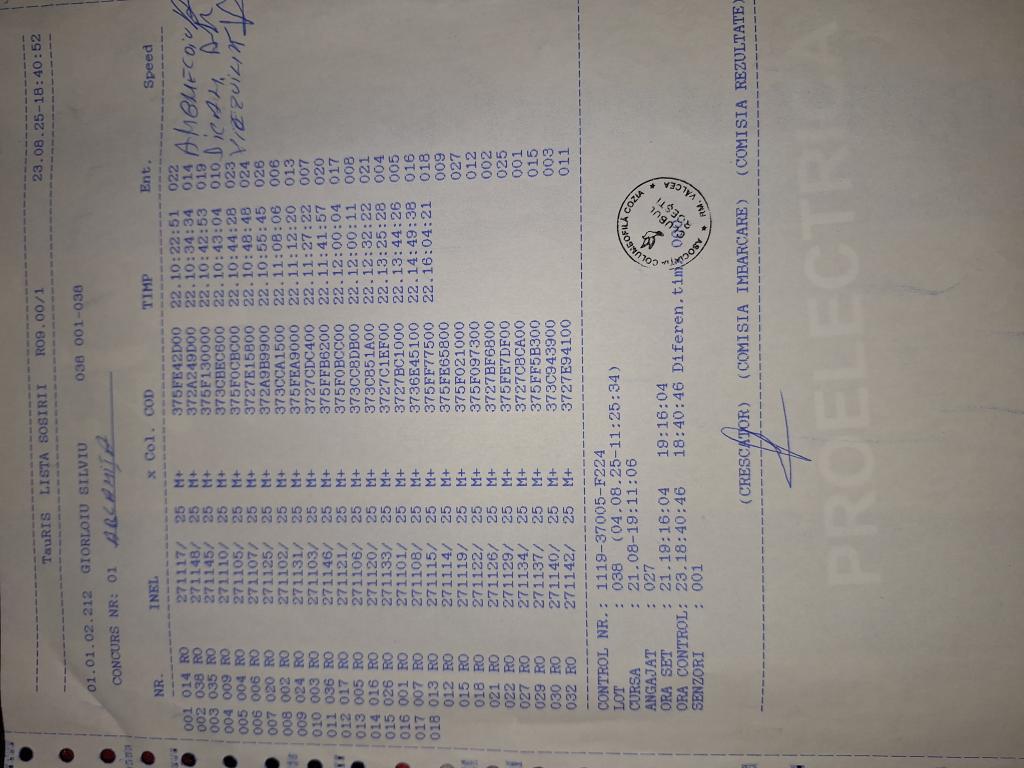 TauRIS LISTA SOSIRII R09.00/1 23.08.25-18:40:52
01.01.02.212 GIORLOIU SILVIU 038 001-038
CONCURS NR: 01
NR. INEL x Col. COD TIMP Ent. Speed
001 014 RO 271117/ 25 M+ 375FB42D00 22.10:22:51 022
002 038 RO 271148/ 25 M+ 372A249D00 22.10:34:34 014
003 035 RO 271145/ 25 M+ 375F130000 22.10:42:53 019
004 009 RO 271110/ 25 M+ 373CBEC600 22.10:43:04 010
005 004 RO 271105/ 25 M+ 375F0CBC00 22.10:44:28 023
006 006 RO 271107/ 25 M+ 3727E15800 22.10:48:48 024
007 020 RO 271125/ 25 M+ 372A9B9900 22.10:55:45 026
008 002 RO 271102/ 25 M+ 373CCA1500 22.11:08:06 006
009 024 RO 271131/ 25 M+ 375FEA9000 22.11:12:20 013
010 003 RO 271103/ 25 M+ 3727CDC400 22.11:27:22 007
011 036 RO 271146/ 25 M+ 375FFB6200 22.11:41:57 020
012 017 RO 271121/ 25 M+ 375F0BCC00 22.12:00:04 017
013 005 RO 271106/ 25 M+ 373CC8DB00 22.12:00:11 008
014 016 RO 271120/ 25 M+ 373CB51A00 22.12:32:22 021
015 026 RO 271133/ 25 M+ 3727C1EF00 22.13:25:28 004
016 001 RO 271101/ 25 M+ 3727BC1000 22.13:44:26 005
017 007 RO 271108/ 25 M+ 3736E45100 22.14:49:38 016
018 013 RO 271115/ 25 M+ 375FF77500 22.16:04:21 018
012 RO 271114/ 25 M+ 375FE65800 009
015 RO 271119/ 25 M+ 375F021000 027
018 RO 271122/ 25 M+ 375F097300 012
021 RO 271126/ 25 M+ 3727BF6800 002
022 RO 271129/ 25 M+ 375FE7DF00 025
027 RO 271134/ 25 M+ 3727C8CA00 001
029 RO 271137/ 25 M+ 375FF5B300 015
030 RO 271140/ 25 M+ 373C943900 003
032 RO 271142/ 25 M+ 3727E94100 011
CONTROL NR.: 1119-37005-F224
LOT : 038 (04.08.25-11:25:34)
CURSA : 21.08-19:11:06
ANGAJAT : 027
ORA SET : 21.19:16:04 19:16:04
ORA CONTROL: 23.18:40:46 18:40:46 Diferen.timp
SENZORI : 001
ASOCIATIA COLUMBOFILA COZIA
RM. VALCEA
CLUBUL
(CRESCATOR) (COMISIA IMBARCARE) (COMISIA REZULTATE)
PROELECTRICA